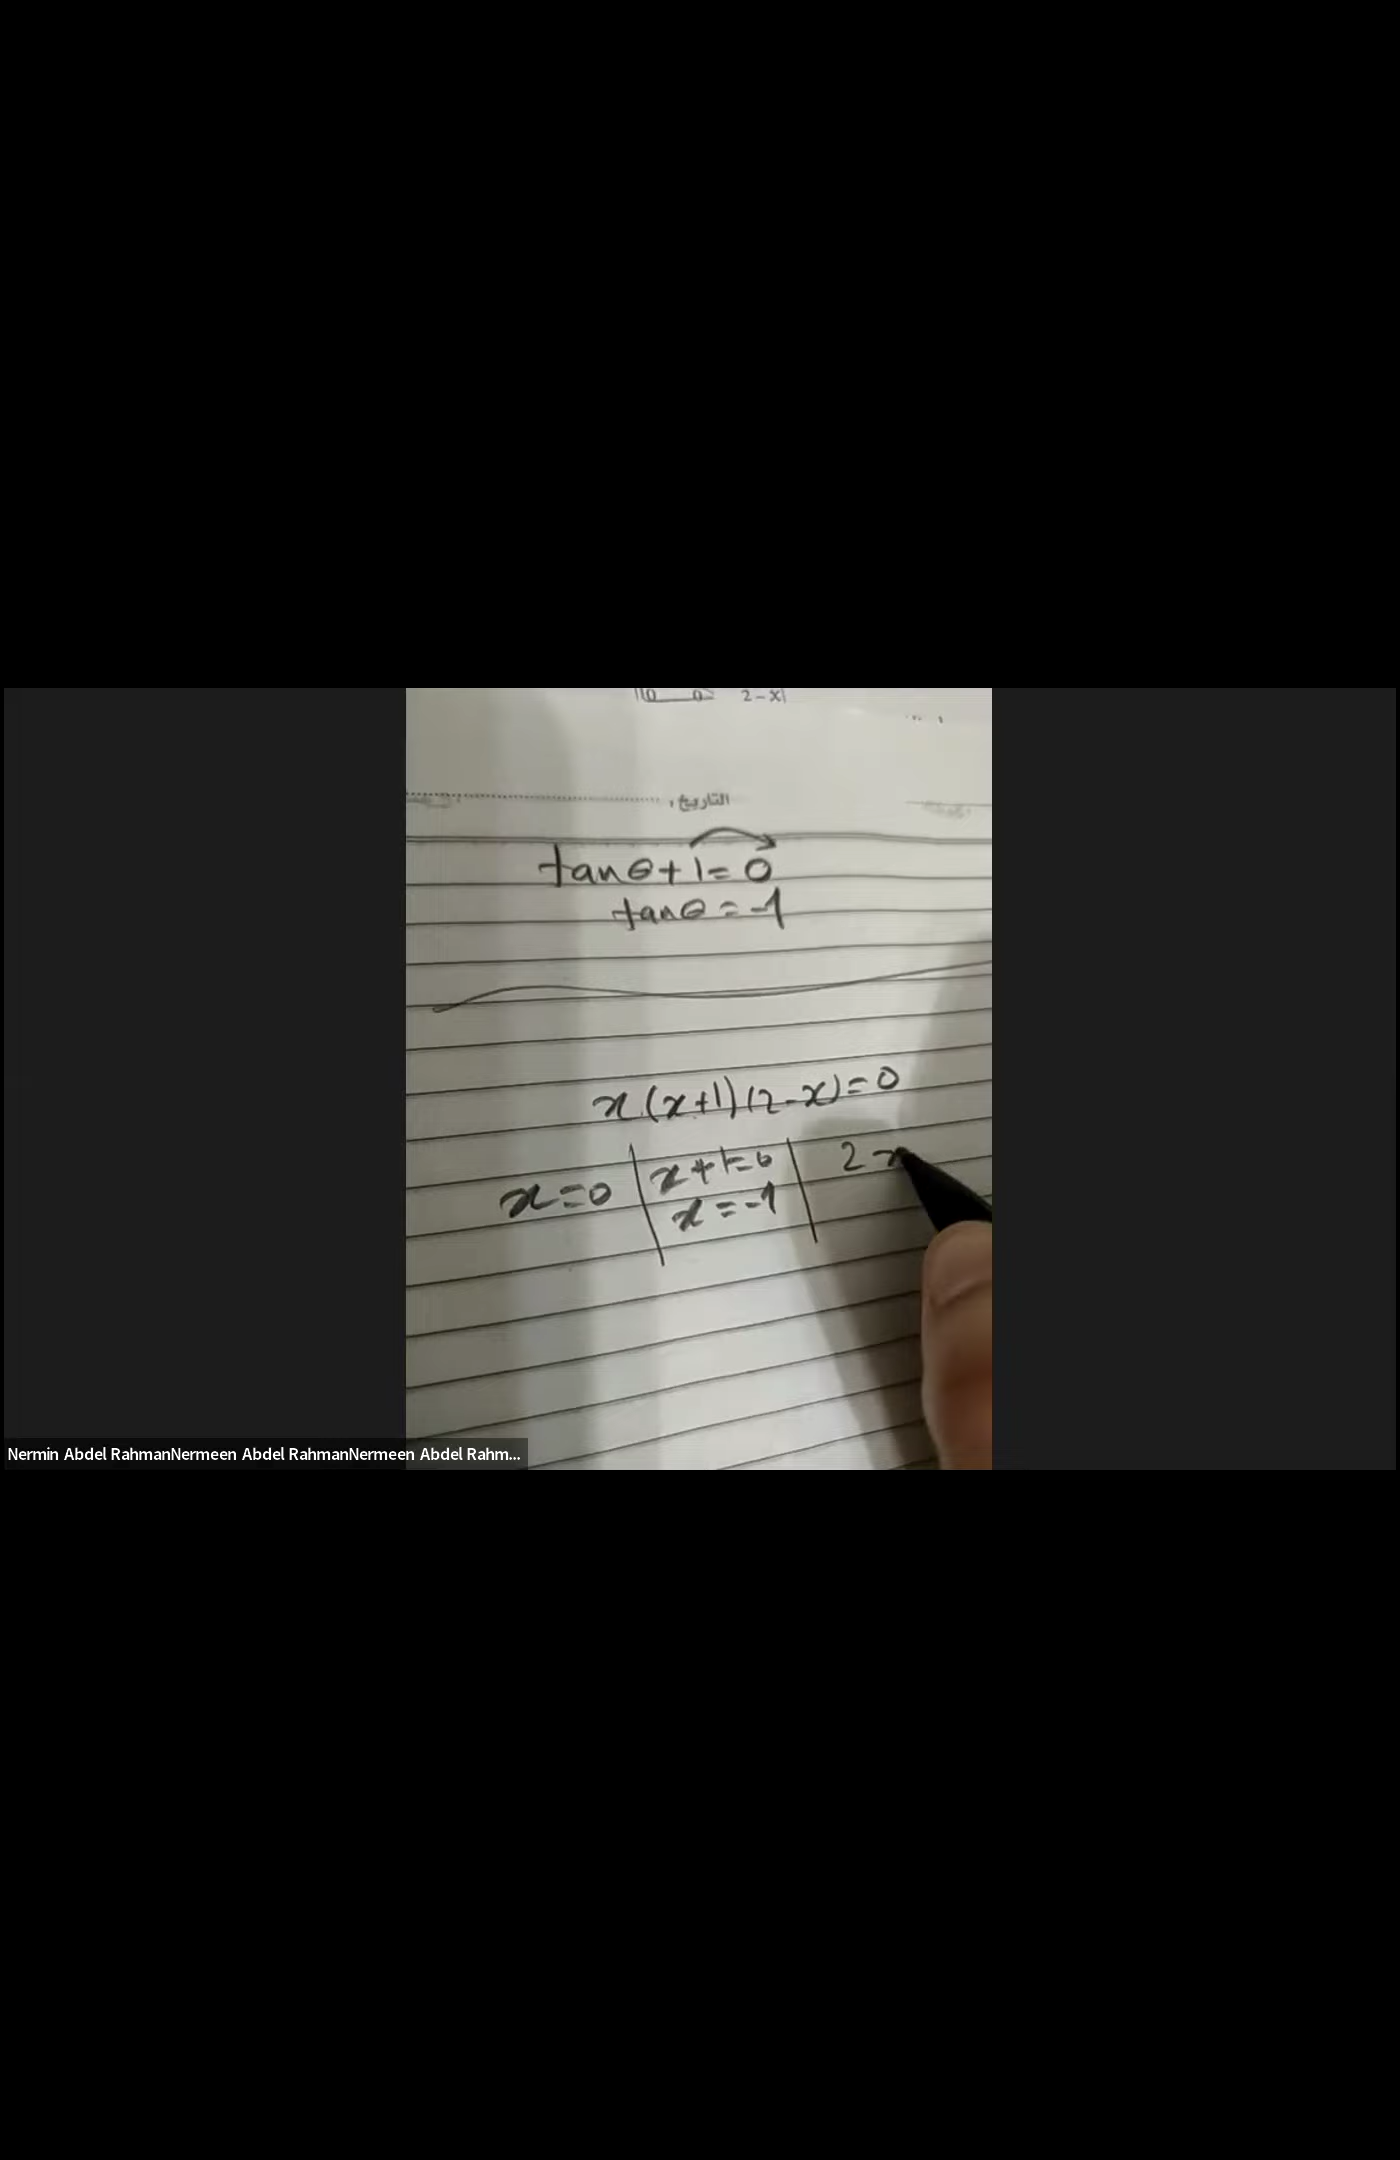 2-x
التاريخ :
tanθ+1=0
tanθ=-1
x(x+1)(2-x)=0
x=0 | x+1=0 | 2-x
x=-1
Nermin Abdel RahmanNermeen Abdel RahmanNermeen Abdel Rahm...